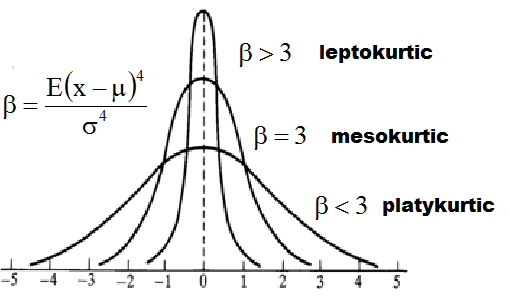 β > 3 leptokurtic
β = E(x − μ)⁴ / σ⁴
β = 3 mesokurtic
β < 3 platykurtic
−5 −4 −3 −2 −1 0 1 2 3 4 5